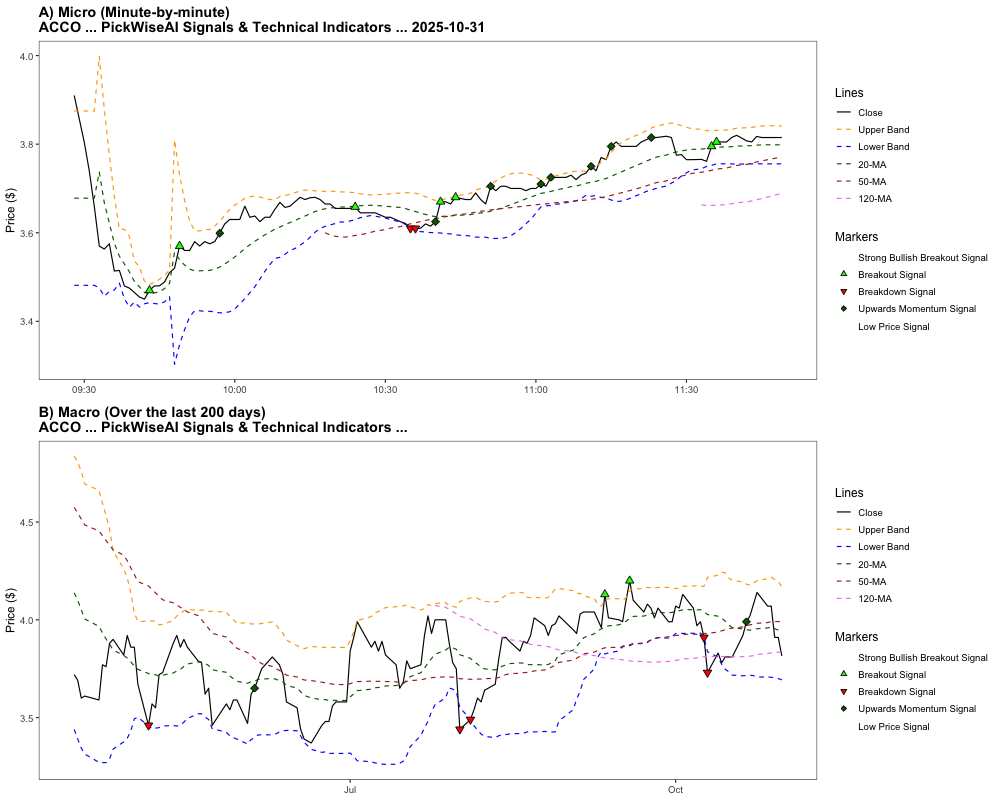 A) Micro (Minute-by-minute)
ACCO ... PickWiseAI Signals & Technical Indicators ... 2025-10-31
4.0
3.8
3.6
3.4
Price ($)
09:30
10:00
10:30
11:00
11:30
Lines
Close
Upper Band
Lower Band
20-MA
50-MA
120-MA
Markers
Strong Bullish Breakout Signal
Breakout Signal
Breakdown Signal
Upwards Momentum Signal
Low Price Signal
B) Macro (Over the last 200 days)
ACCO ... PickWiseAI Signals & Technical Indicators ...
4.5
4.0
3.5
Price ($)
Jul
Oct
Lines
Close
Upper Band
Lower Band
20-MA
50-MA
120-MA
Markers
Strong Bullish Breakout Signal
Breakout Signal
Breakdown Signal
Upwards Momentum Signal
Low Price Signal